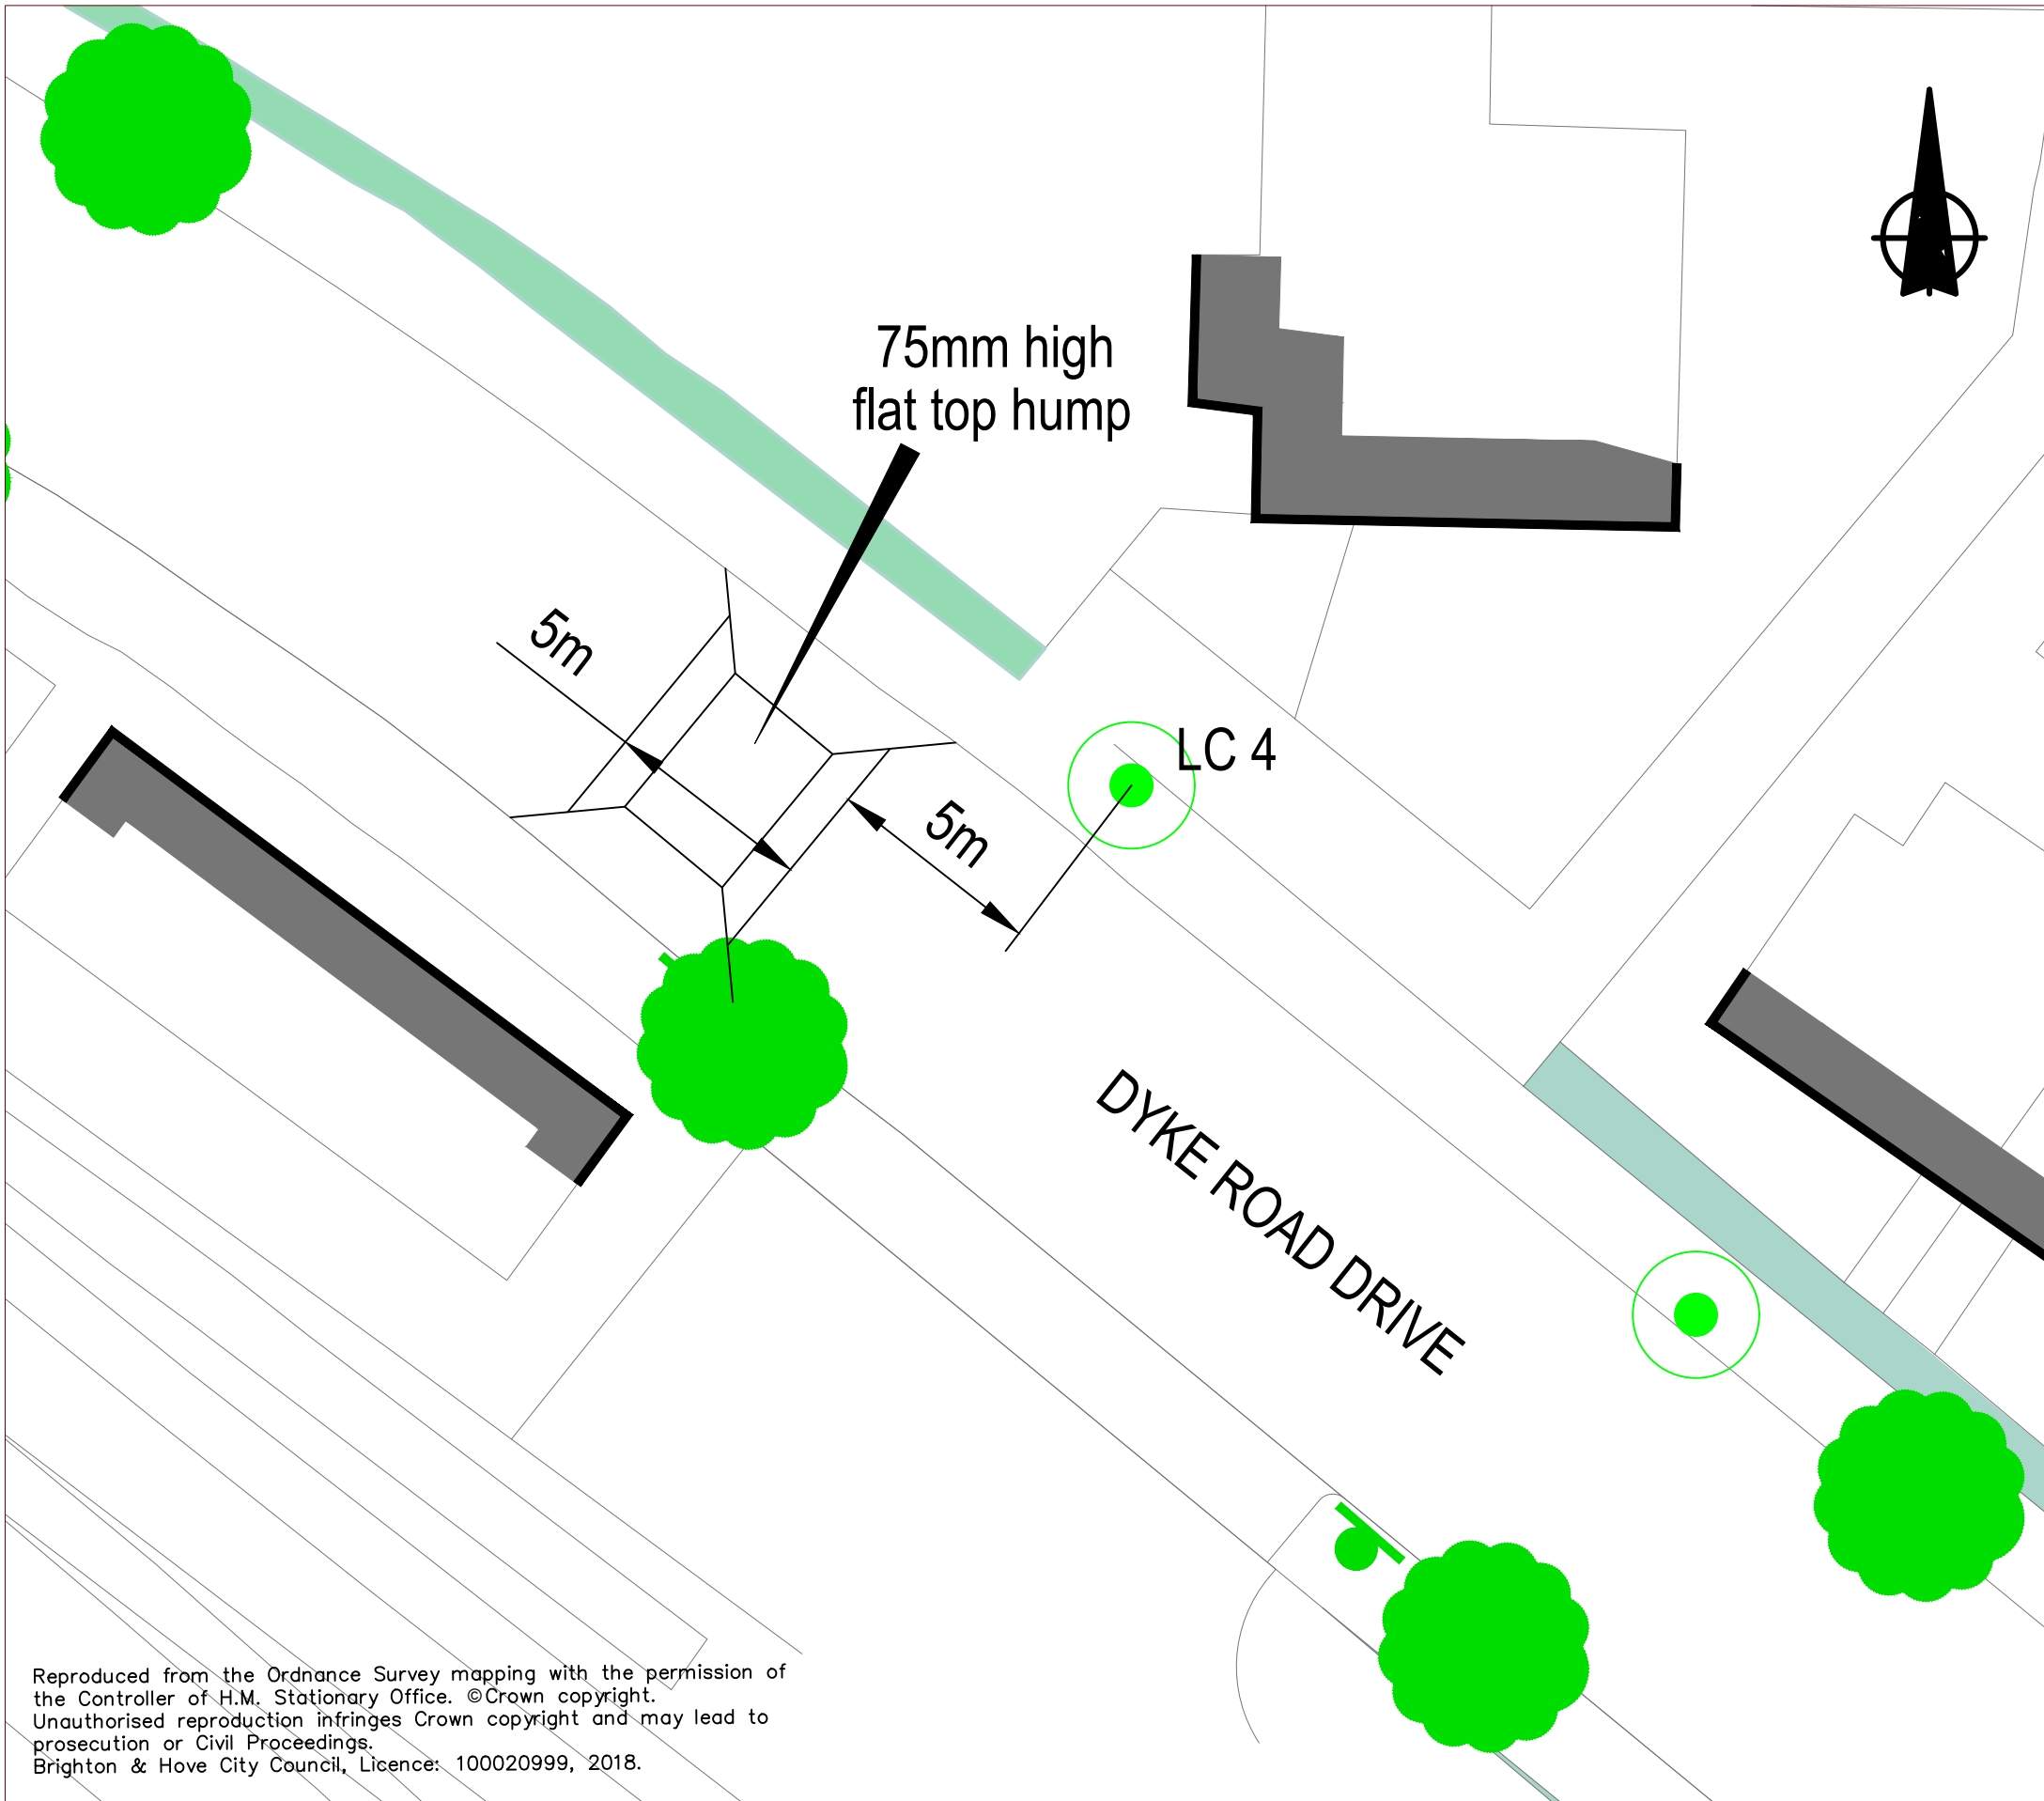 75mm high
flat top hump
5m
5m
LC 4
DYKE ROAD DRIVE
Reproduced from the Ordnance Survey mapping with the permission of
the Controller of H.M. Stationary Office. ©Crown copyright.
Unauthorised reproduction infringes Crown copyright and may lead to
prosecution or Civil Proceedings.
Brighton & Hove City Council, Licence: 100020999, 2018.